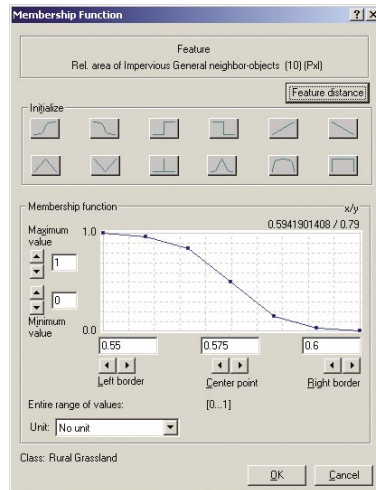 Membership Function
Feature
Rel. area of Impervious General neighbor-objects (10) (Pxl)
Feature distance
Initialize
Membership function
x/y
0.5941901408 / 0.79
Maximum value
1.0
1
0
0.0
Minimum value
0.55
0.575
0.6
Left border
Center point
Right border
Entire range of values:
[0...1]
Unit:
No unit
Class: Rural Grassland
OK
Cancel